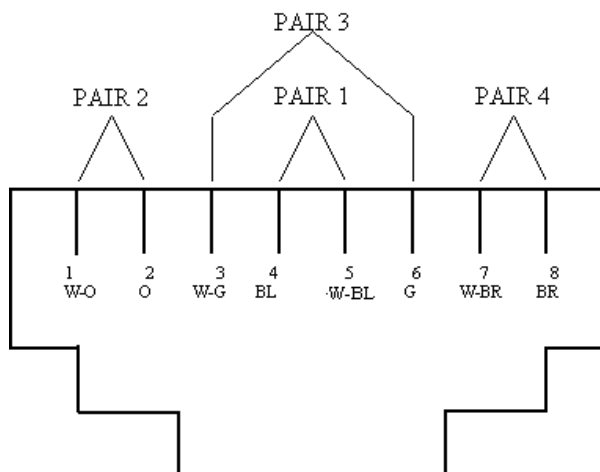 PAIR 3
PAIR 2 PAIR 1 PAIR 4
1 2 3 4 5 6 7 8
W-O O W-G BL W-BL G W-BR BR